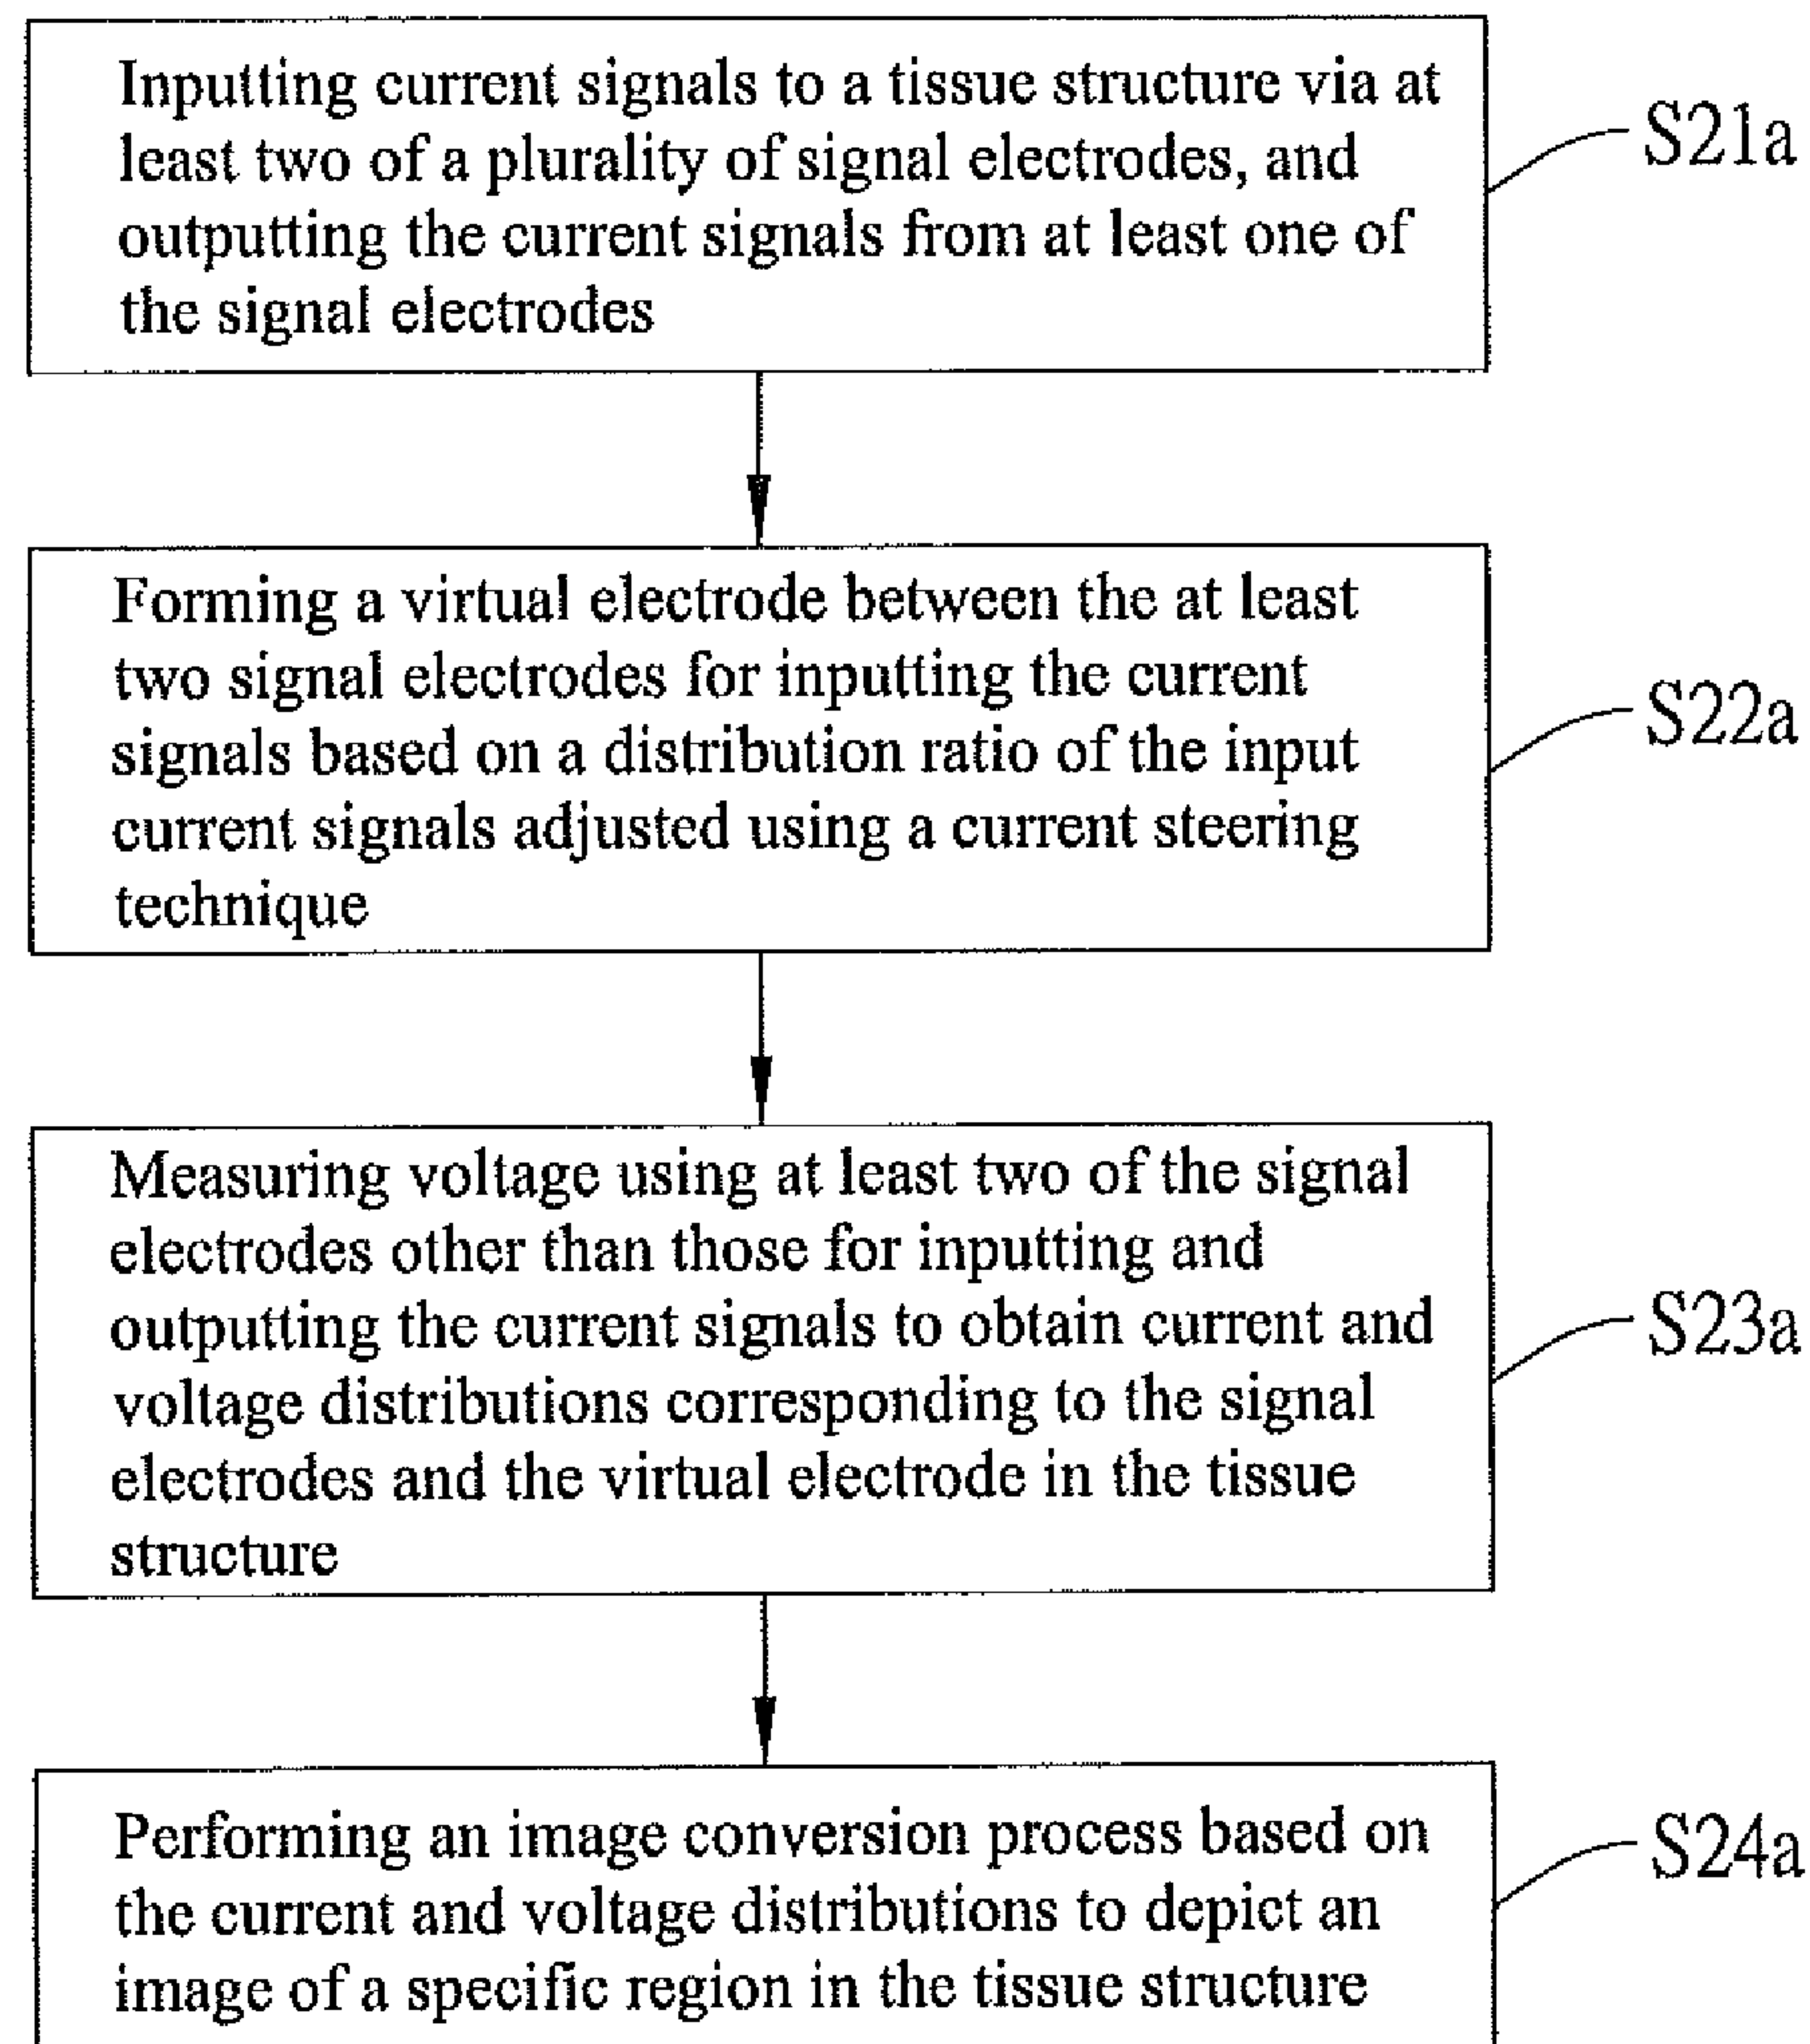 Inputting current signals to a tissue structure via at
least two of a plurality of signal electrodes, and
outputting the current signals from at least one of
the signal electrodes
S21a
Forming a virtual electrode between the at least
two signal electrodes for inputting the current
signals based on a distribution ratio of the input
current signals adjusted using a current steering
technique
S22a
Measuring voltage using at least two of the signal
electrodes other than those for inputting and
outputting the current signals to obtain current and
voltage distributions corresponding to the signal
electrodes and the virtual electrode in the tissue
structure
S23a
Performing an image conversion process based on
the current and voltage distributions to depict an
image of a specific region in the tissue structure
S24a